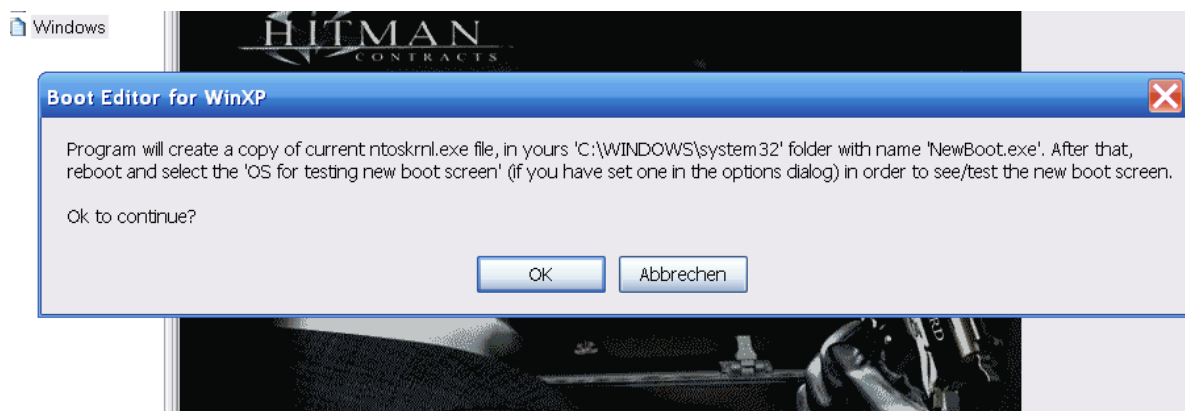 Windows
HITMAN
CONTRACTS
Boot Editor for WinXP
Program will create a copy of current ntoskrnl.exe file, in yours 'C:\WINDOWS\system32' folder with name 'NewBoot.exe'. After that,
reboot and select the 'OS for testing new boot screen' (if you have set one in the options dialog) in order to see/test the new boot screen.
Ok to continue?
OK
Abbrechen